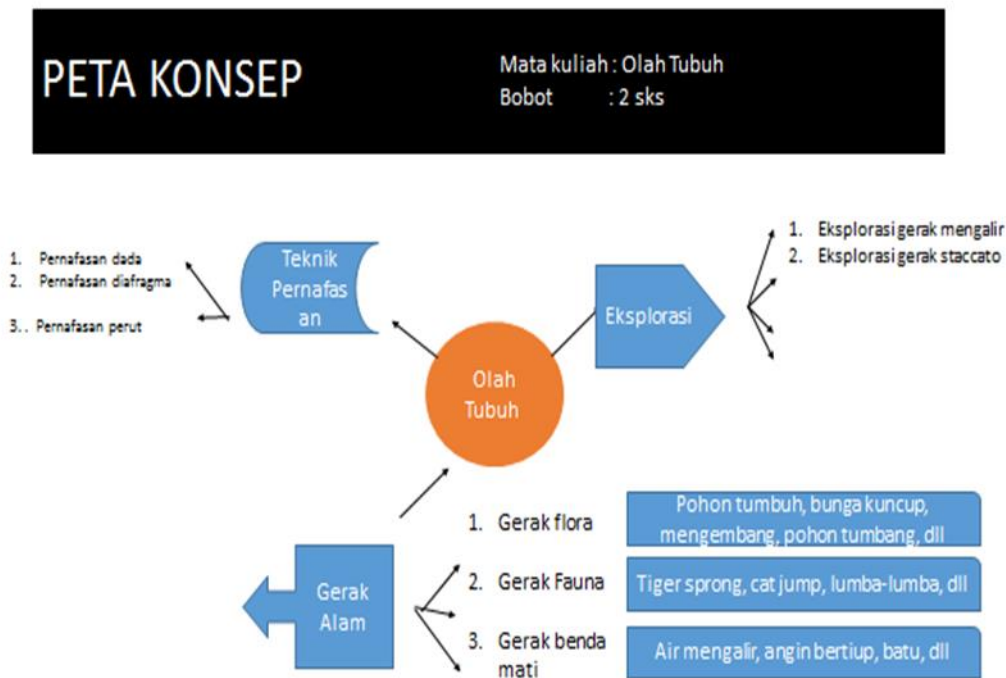 PETA KONSEP
Mata kuliah : Olah Tubuh
Bobot : 2 sks
1. Pernafasan dada
2. Pernafasan diafragma
3. . Pernafasan perut
Teknik
Pernafas
an
Eksplorasi
1. Eksplorasi gerak mengalir
2. Eksplorasi gerak staccato
Olah
Tubuh
Gerak
Alam
1. Gerak flora
Pohon tumbuh, bunga kuncup,
mengembang, pohon tumbang, dll
2. Gerak Fauna
Tiger sprong, cat jump, lumba-lumba, dll
3. Gerak benda
mati
Air mengalir, angin bertiup, batu, dll